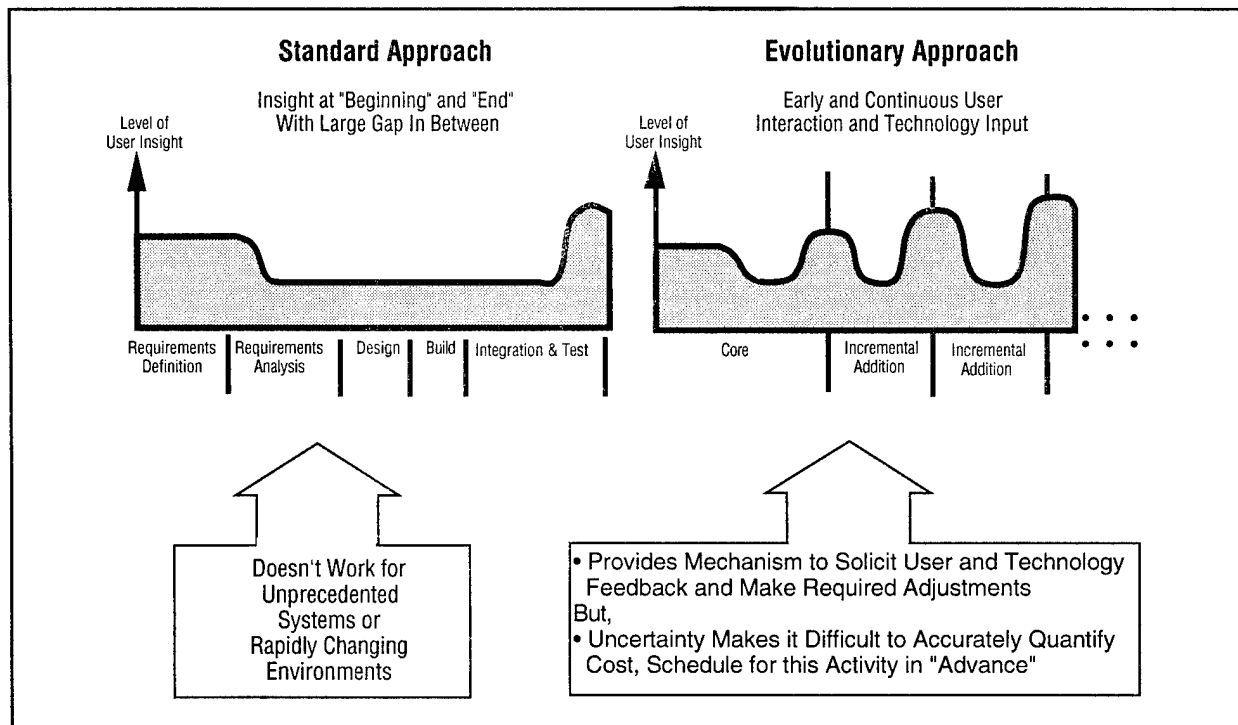 Standard Approach
Insight at "Beginning" and "End"
With Large Gap In Between
Level of
User Insight
Requirements
Definition
Requirements
Analysis
Design
Build
Integration & Test
Doesn't Work for
Unprecedented
Systems or
Rapidly Changing
Environments
Evolutionary Approach
Early and Continuous User
Interaction and Technology Input
Level of
User Insight
Core
Incremental
Addition
Incremental
Addition
• Provides Mechanism to Solicit User and Technology
Feedback and Make Required Adjustments
But,
• Uncertainty Makes it Difficult to Accurately Quantify
Cost, Schedule for this Activity in "Advance"